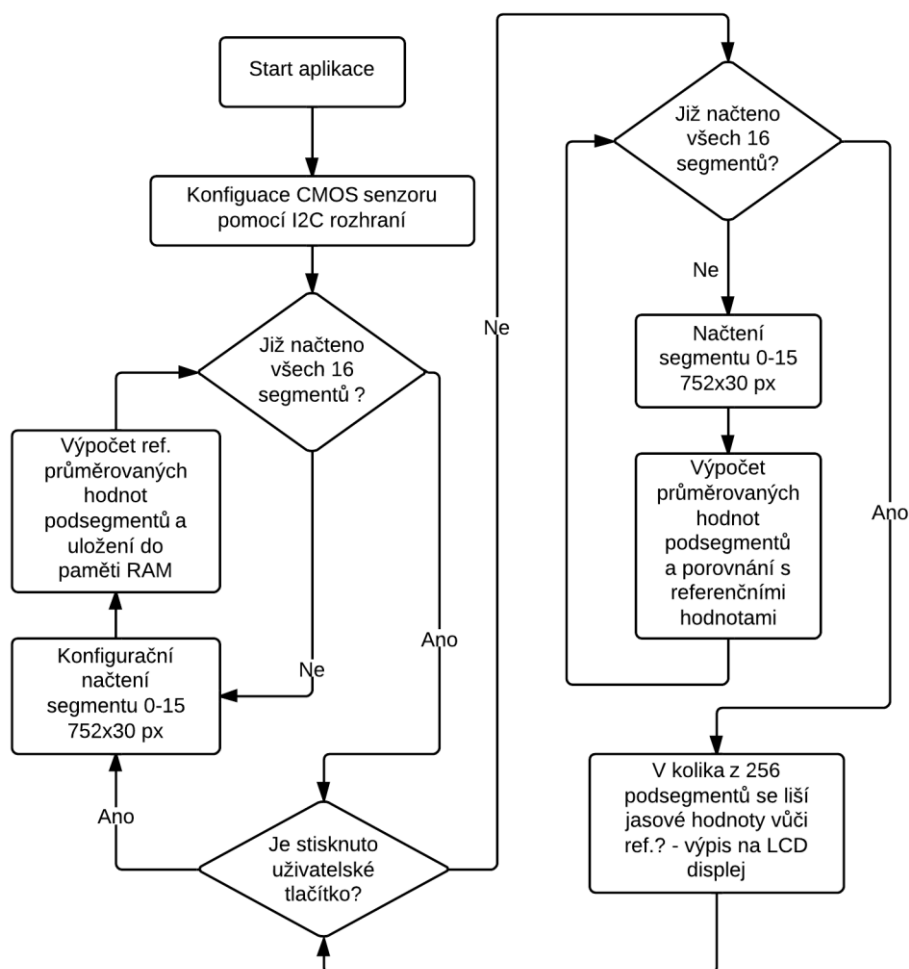 Start aplikace
Konfiguace CMOS senzoru
pomocí I2C rozhraní
Již načteno
všech 16
segmentů ?
Výpočet ref.
průměrovaných
hodnot
podsegmentů a
uložení do
paměti RAM
Konfigurační
načtení
segmentu 0-15
752x30 px
Ne
Ano
Ano
Je stisknuto
uživatelské
tlačítko?
Ne
Již načteno
všech 16
segmentů?
Ne
Načtení
segmentu 0-15
752x30 px
Výpočet
průměrovaných
hodnot
podsegmentů
a porovnání s
referenčními
hodnotami
Ano
V kolika z 256
podsegmentů se liší
jasové hodnoty vůči
ref.? - výpis na LCD
displej